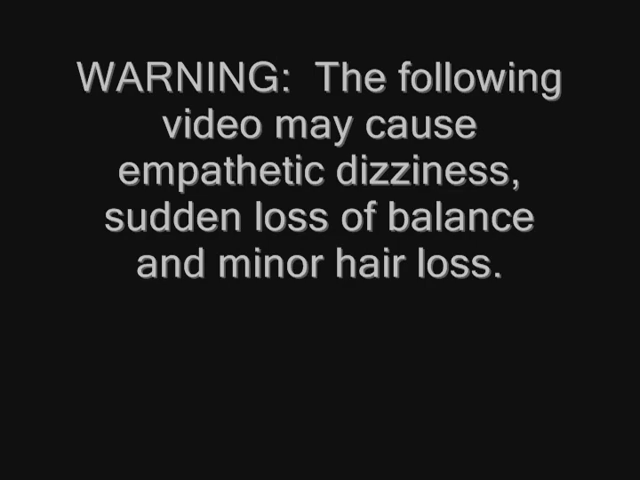 WARNING:  The following
video may cause
empathetic dizziness,
sudden loss of balance
and minor hair loss.